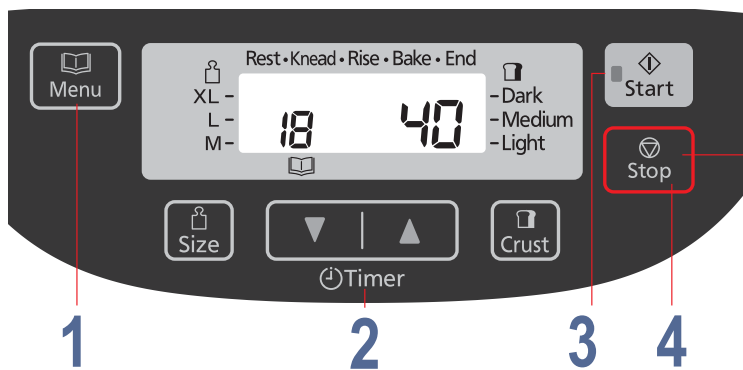 Menu
Rest • Knead • Rise • Bake • End
XL –
L –
M –
18
40
– Dark
– Medium
– Light
Start
Stop
Size
Timer
Crust
1
2
3
4